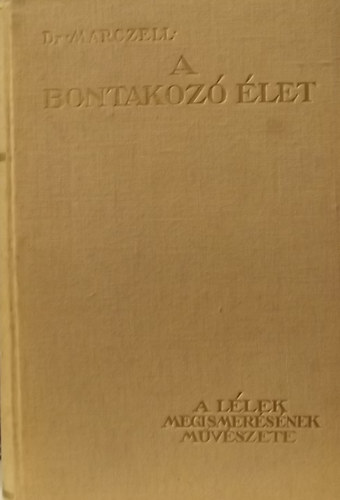 Dr MARCZELL:
A
BONTAKOZÓ ÉLET
A LÉLEK
MEGISMERÉSÉNEK
MŰVÉSZETE